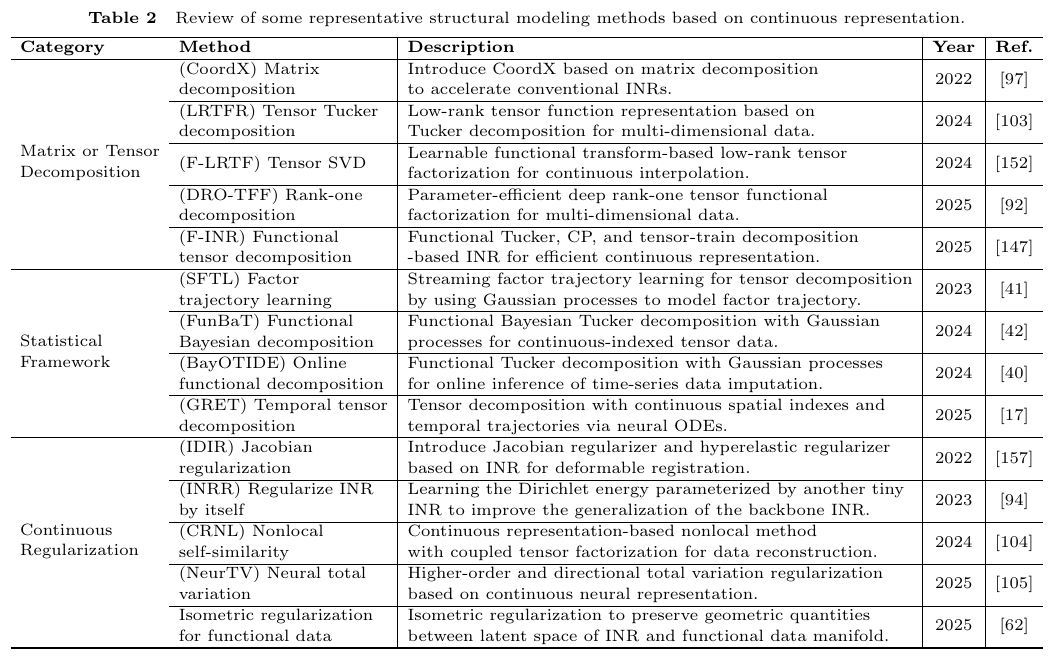 Table 2 Review of some representative structural modeling methods based on continuous representation.
Category Method Description Year Ref.
Matrix or Tensor
Decomposition
(CoordX) Matrix
decomposition
Introduce CoordX based on matrix decomposition
to accelerate conventional INRs.
2022 [97]
(LRTFR) Tensor Tucker
decomposition
Low-rank tensor function representation based on
Tucker decomposition for multi-dimensional data.
2024 [103]
(F-LRTF) Tensor SVD
Learnable functional transform-based low-rank tensor
factorization for continuous interpolation.
2024 [152]
(DRO-TFF) Rank-one
decomposition
Parameter-efficient deep rank-one tensor functional
factorization for multi-dimensional data.
2025 [92]
(F-INR) Functional
tensor decomposition
Functional Tucker, CP, and tensor-train decomposition
-based INR for efficient continuous representation.
2025 [147]
Statistical
Framework
(SFTL) Factor
trajectory learning
Streaming factor trajectory learning for tensor decomposition
by using Gaussian processes to model factor trajectory.
2023 [41]
(FunBaT) Functional
Bayesian decomposition
Functional Bayesian Tucker decomposition with Gaussian
processes for continuous-indexed tensor data.
2024 [42]
(BayOTIDE) Online
functional decomposition
Functional Tucker decomposition with Gaussian processes
for online inference of time-series data imputation.
2024 [40]
(GRET) Temporal tensor
decomposition
Tensor decomposition with continuous spatial indexes and
temporal trajectories via neural ODEs.
2025 [17]
Continuous
Regularization
(IDIR) Jacobian
regularization
Introduce Jacobian regularizer and hyperelastic regularizer
based on INR for deformable registration.
2022 [157]
(INRR) Regularize INR
by itself
Learning the Dirichlet energy parameterized by another tiny
INR to improve the generalization of the backbone INR.
2023 [94]
(CRNL) Nonlocal
self-similarity
Continuous representation-based nonlocal method
with coupled tensor factorization for data reconstruction.
2024 [104]
(NeurTV) Neural total
variation
Higher-order and directional total variation regularization
based on continuous neural representation.
2025 [105]
Isometric regularization
for functional data
Isometric regularization to preserve geometric quantities
between latent space of INR and functional data manifold.
2025 [62]